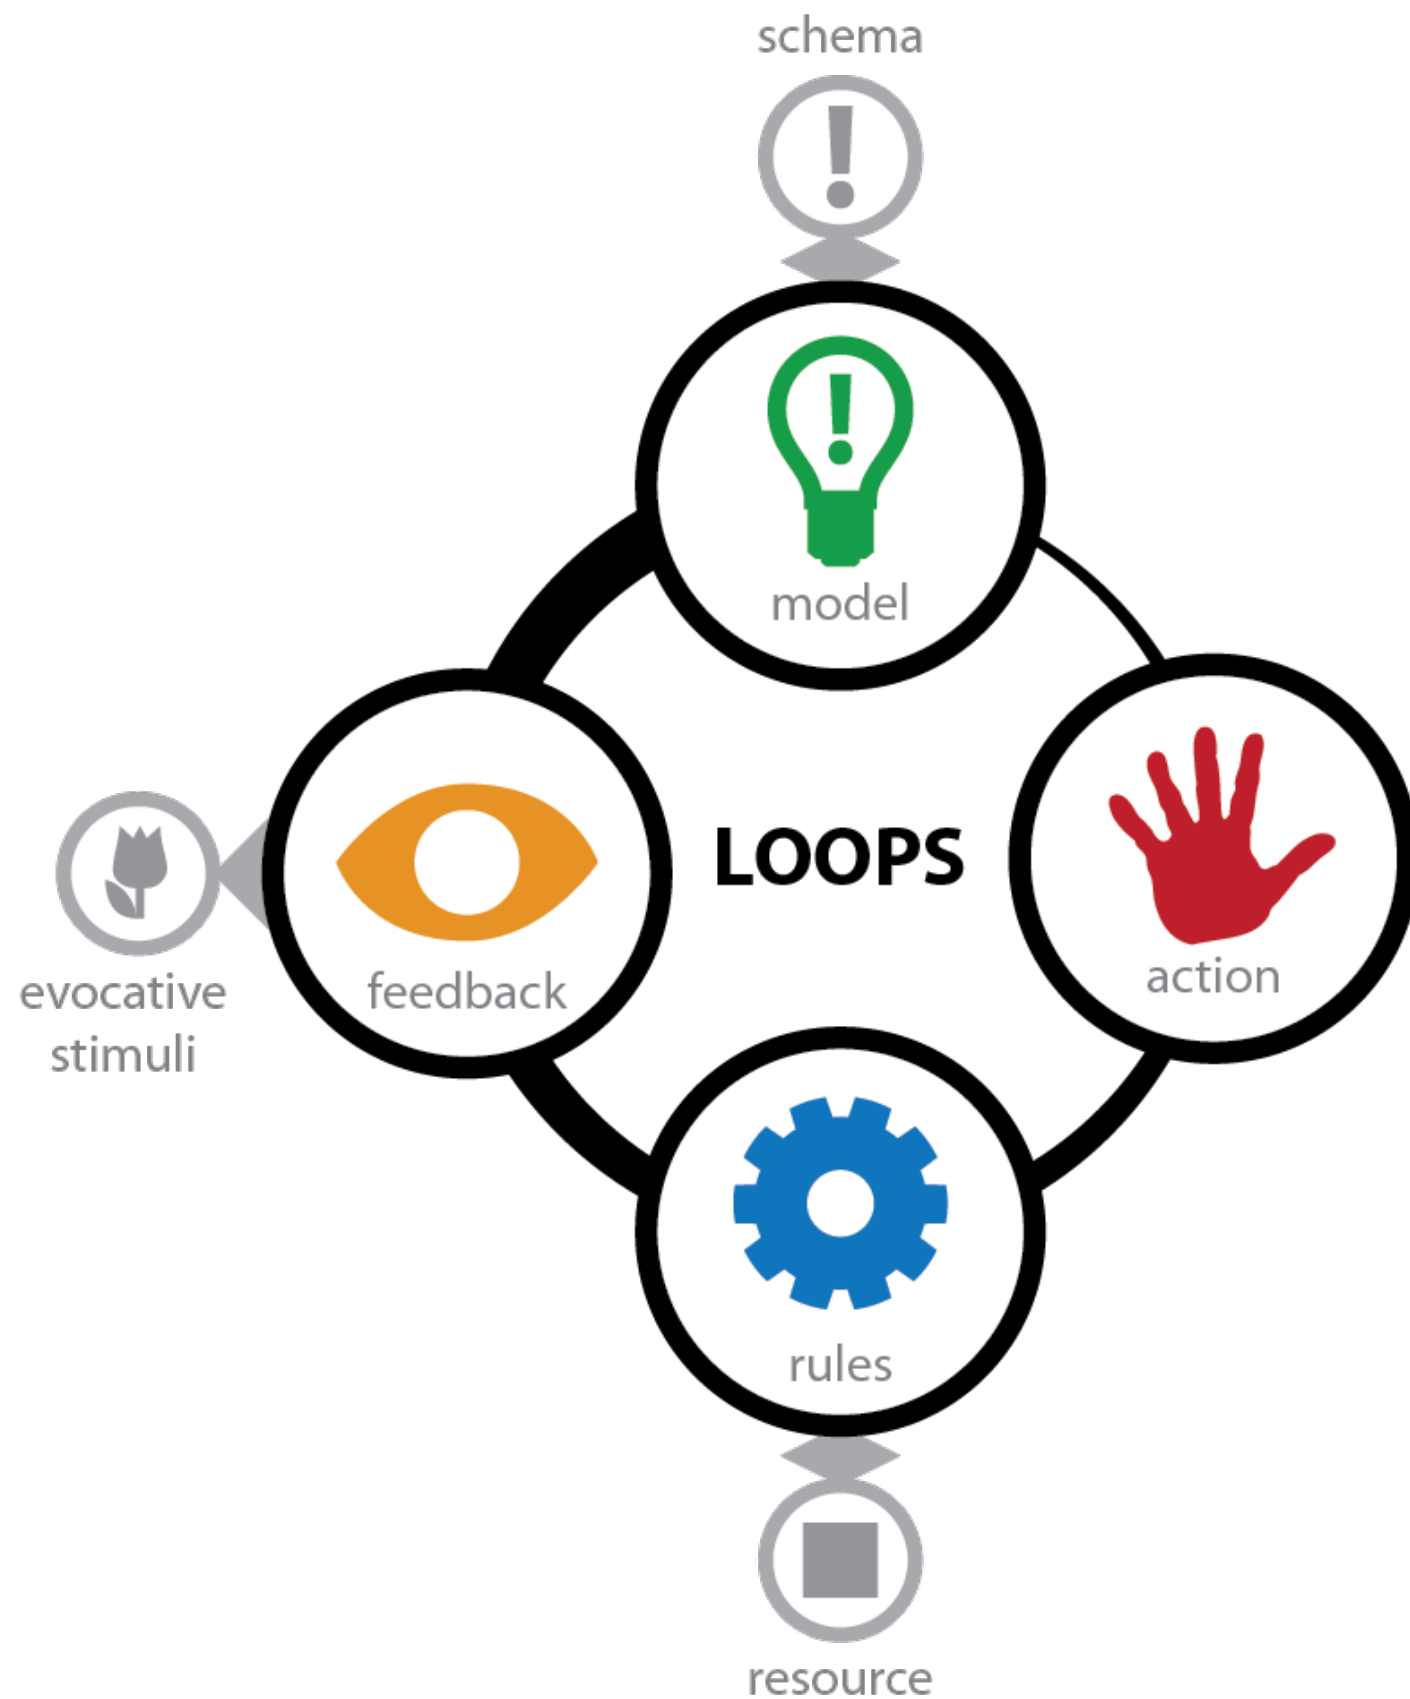 schema
model
LOOPS
action
feedback
evocative
stimuli
rules
resource